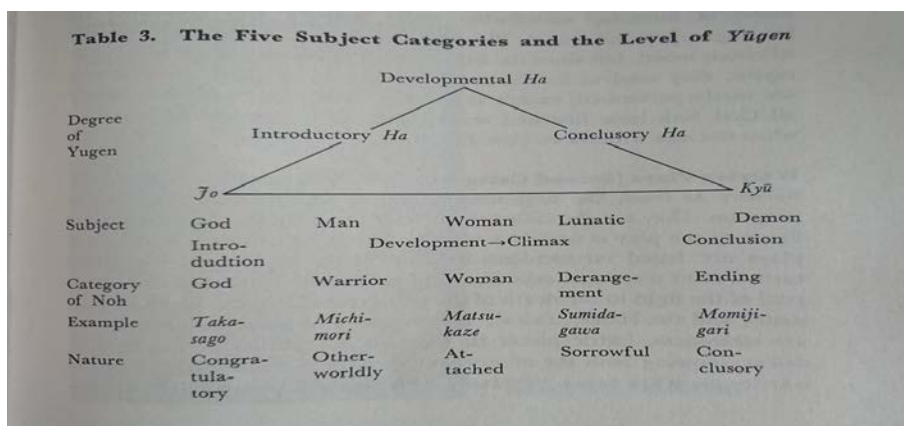 Table 3. The Five Subject Categories and the Level of Yūgen
Developmental Ha
Degree
of
Yugen
Introductory Ha Conclusory Ha
Jo Kyū
Subject God Man Woman Lunatic Demon
Intro- Development→Climax Conclusion
dudtion
Category God Warrior Woman Derange- Ending
of Noh ment
Example Taka- Michi- Matsu- Sumida- Momiji-
sago mori kaze gawa gari
Nature Congra- Other- At- Sorrowful Con-
tula- worldly tached clusory
tory